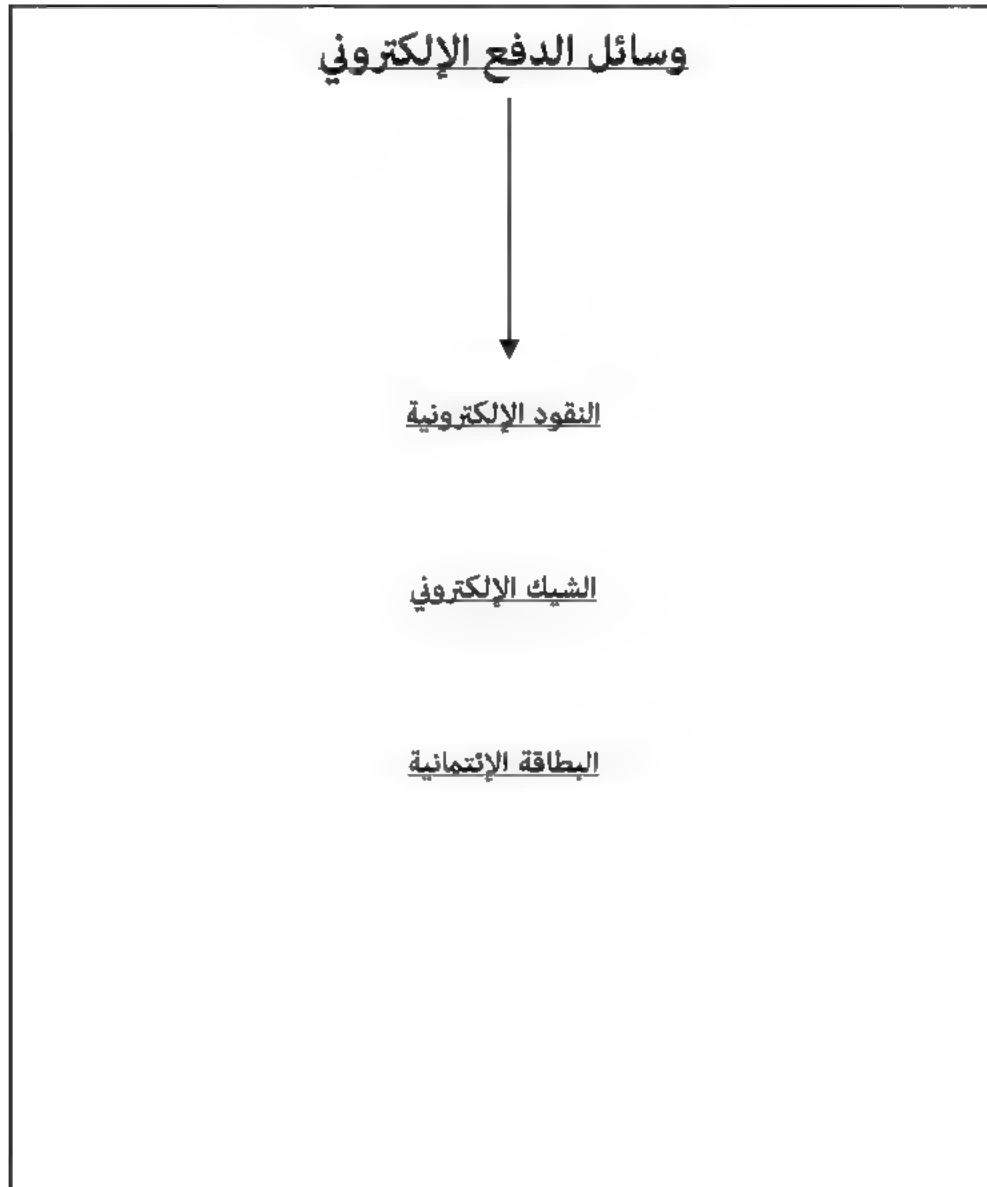 وسائل الدفع الإلكتروني
النقود الإلكترونية
الشيك الإلكتروني
البطاقة الإئتمانية